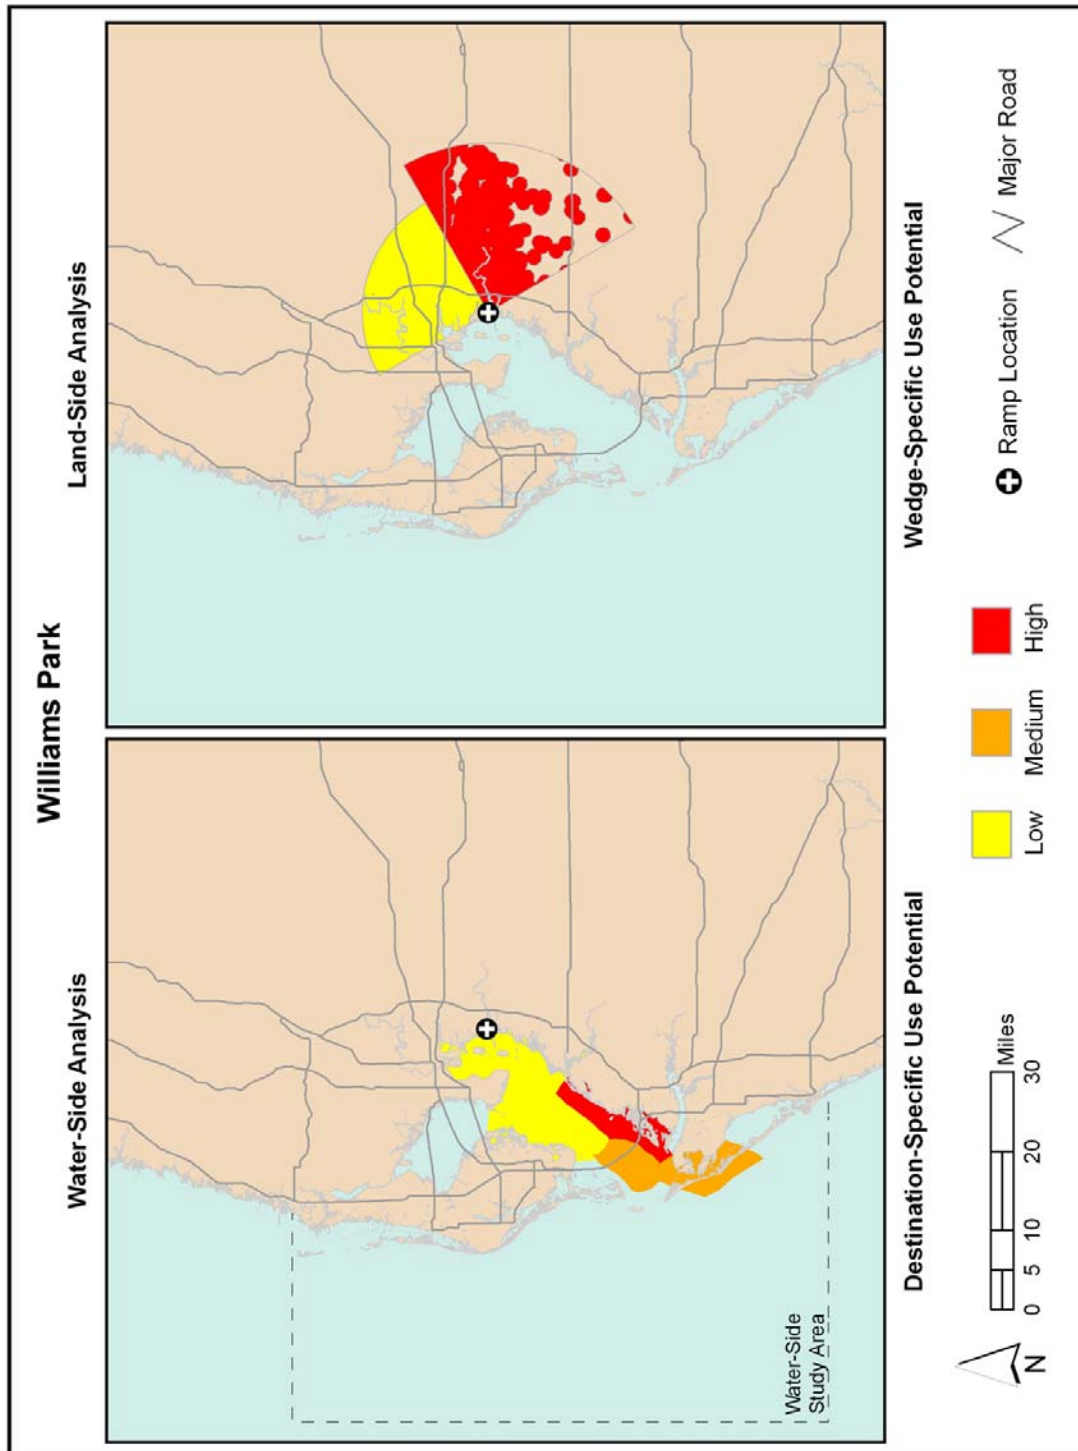 Williams Park
Water-Side Analysis
Land-Side Analysis
Water-Side
Study Area
Destination-Specific Use Potential
Wedge-Specific Use Potential
N
0 5 10 20 30
Miles
Low
Medium
High
Ramp Location
Major Road